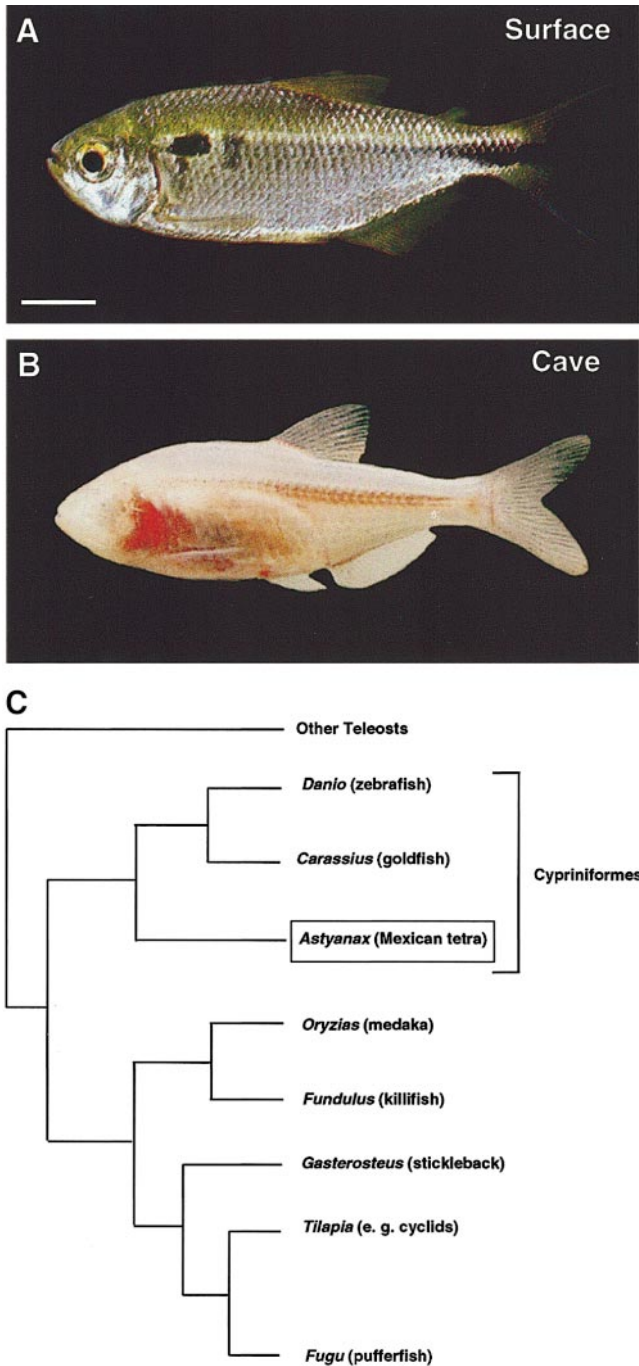 A
Surface
B
Cave
C
Other Teleosts
Danio (zebrafish)
Carassius (goldfish)
Cypriniformes
Astyanax (Mexican tetra)
Oryzias (medaka)
Fundulus (killifish)
Gasterosteus (stickleback)
Tilapia (e. g. cyclids)
Fugu (pufferfish)